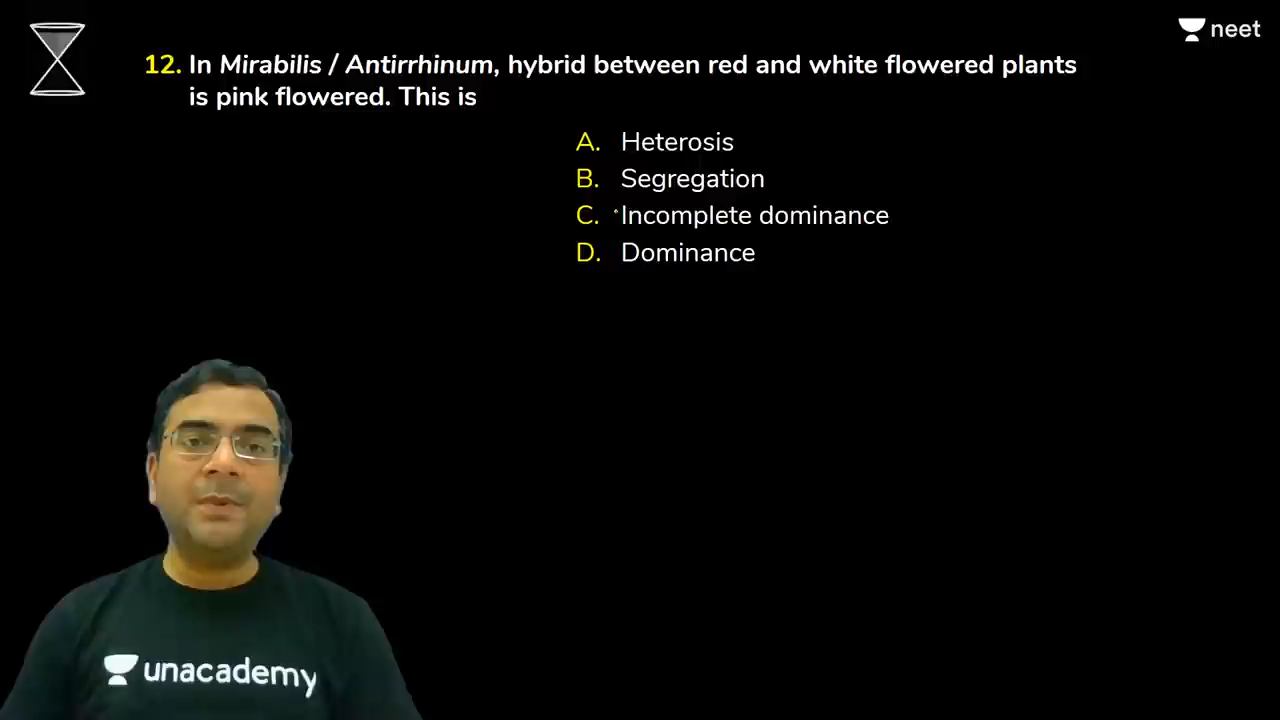 neet
12. In Mirabilis / Antirrhinum, hybrid between red and white flowered plants
is pink flowered. This is
A. Heterosis
B. Segregation
C. Incomplete dominance
D. Dominance
unacademy